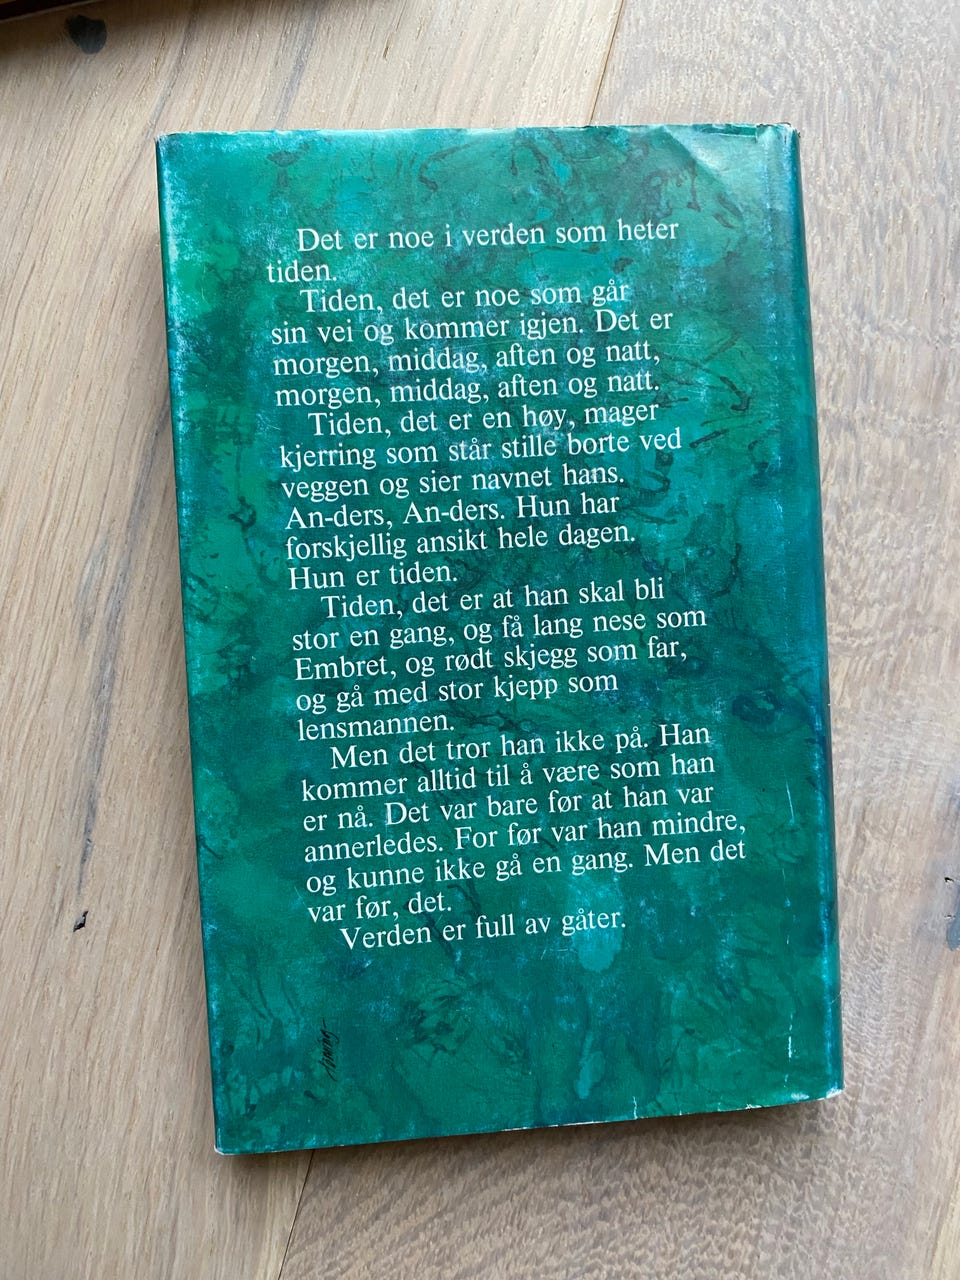 Det er noe i verden som heter
tiden.
Tiden, det er noe som går
sin vei og kommer igjen. Det er
morgen, middag, aften og natt,
morgen, middag, aften og natt.
Tiden, det er en høy, mager
kjerring som står stille borte ved
veggen og sier navnet hans.
An-ders, An-ders. Hun har
forskjellig ansikt hele dagen.
Hun er tiden.
Tiden, det er at han skal bli
stor en gang, og få lang nese som
Embret, og rødt skjegg som far,
og gå med stor kjepp som
lensmannen.
Men det tror han ikke på. Han
kommer alltid til å være som han
er nå. Det var bare før at han var
annerledes. For før var han mindre,
og kunne ikke gå en gang. Men det
var før, det.
Verden er full av gåter.